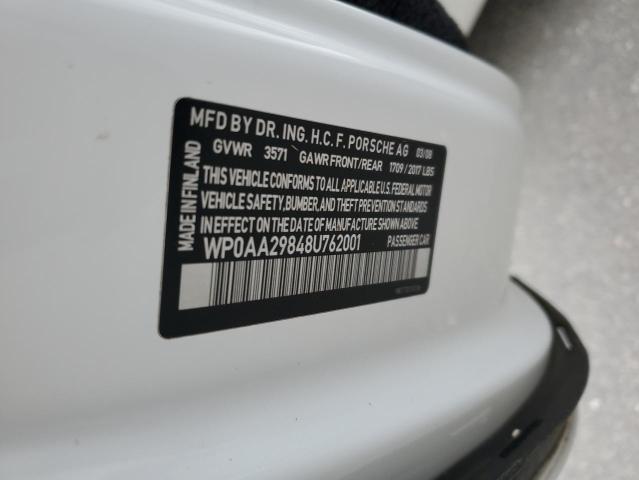 MFD BY DR. ING. H.C. F. PORSCHE AG 03/08
GVWR 3571 GAWR FRONT/REAR 1709 / 2017 LBS
THIS VEHICLE CONFORMS TO ALL APPLICABLE U.S. FEDERAL MOTOR
VEHICLE SAFETY, BUMPER, AND THEFT PREVENTION STANDARDS
IN EFFECT ON THE DATE OF MANUFACTURE SHOWN ABOVE
WP0AA29848U762001 PASSENGER CAR
MADE IN FINLAND